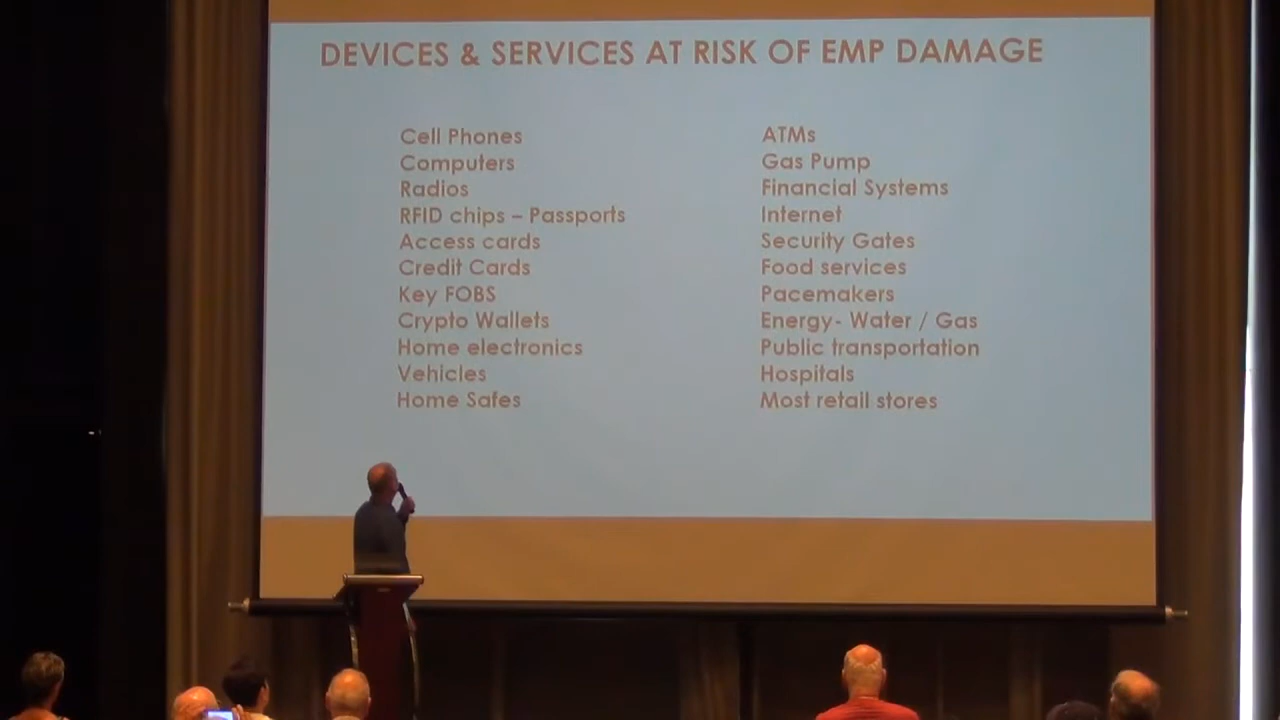 DEVICES & SERVICES AT RISK OF EMP DAMAGE
Cell Phones
Computers
Radios
RFID chips – Passports
Access cards
Credit Cards
Key FOBS
Crypto Wallets
Home electronics
Vehicles
Home Safes
ATMs
Gas Pump
Financial Systems
Internet
Security Gates
Food services
Pacemakers
Energy- Water / Gas
Public transportation
Hospitals
Most retail stores